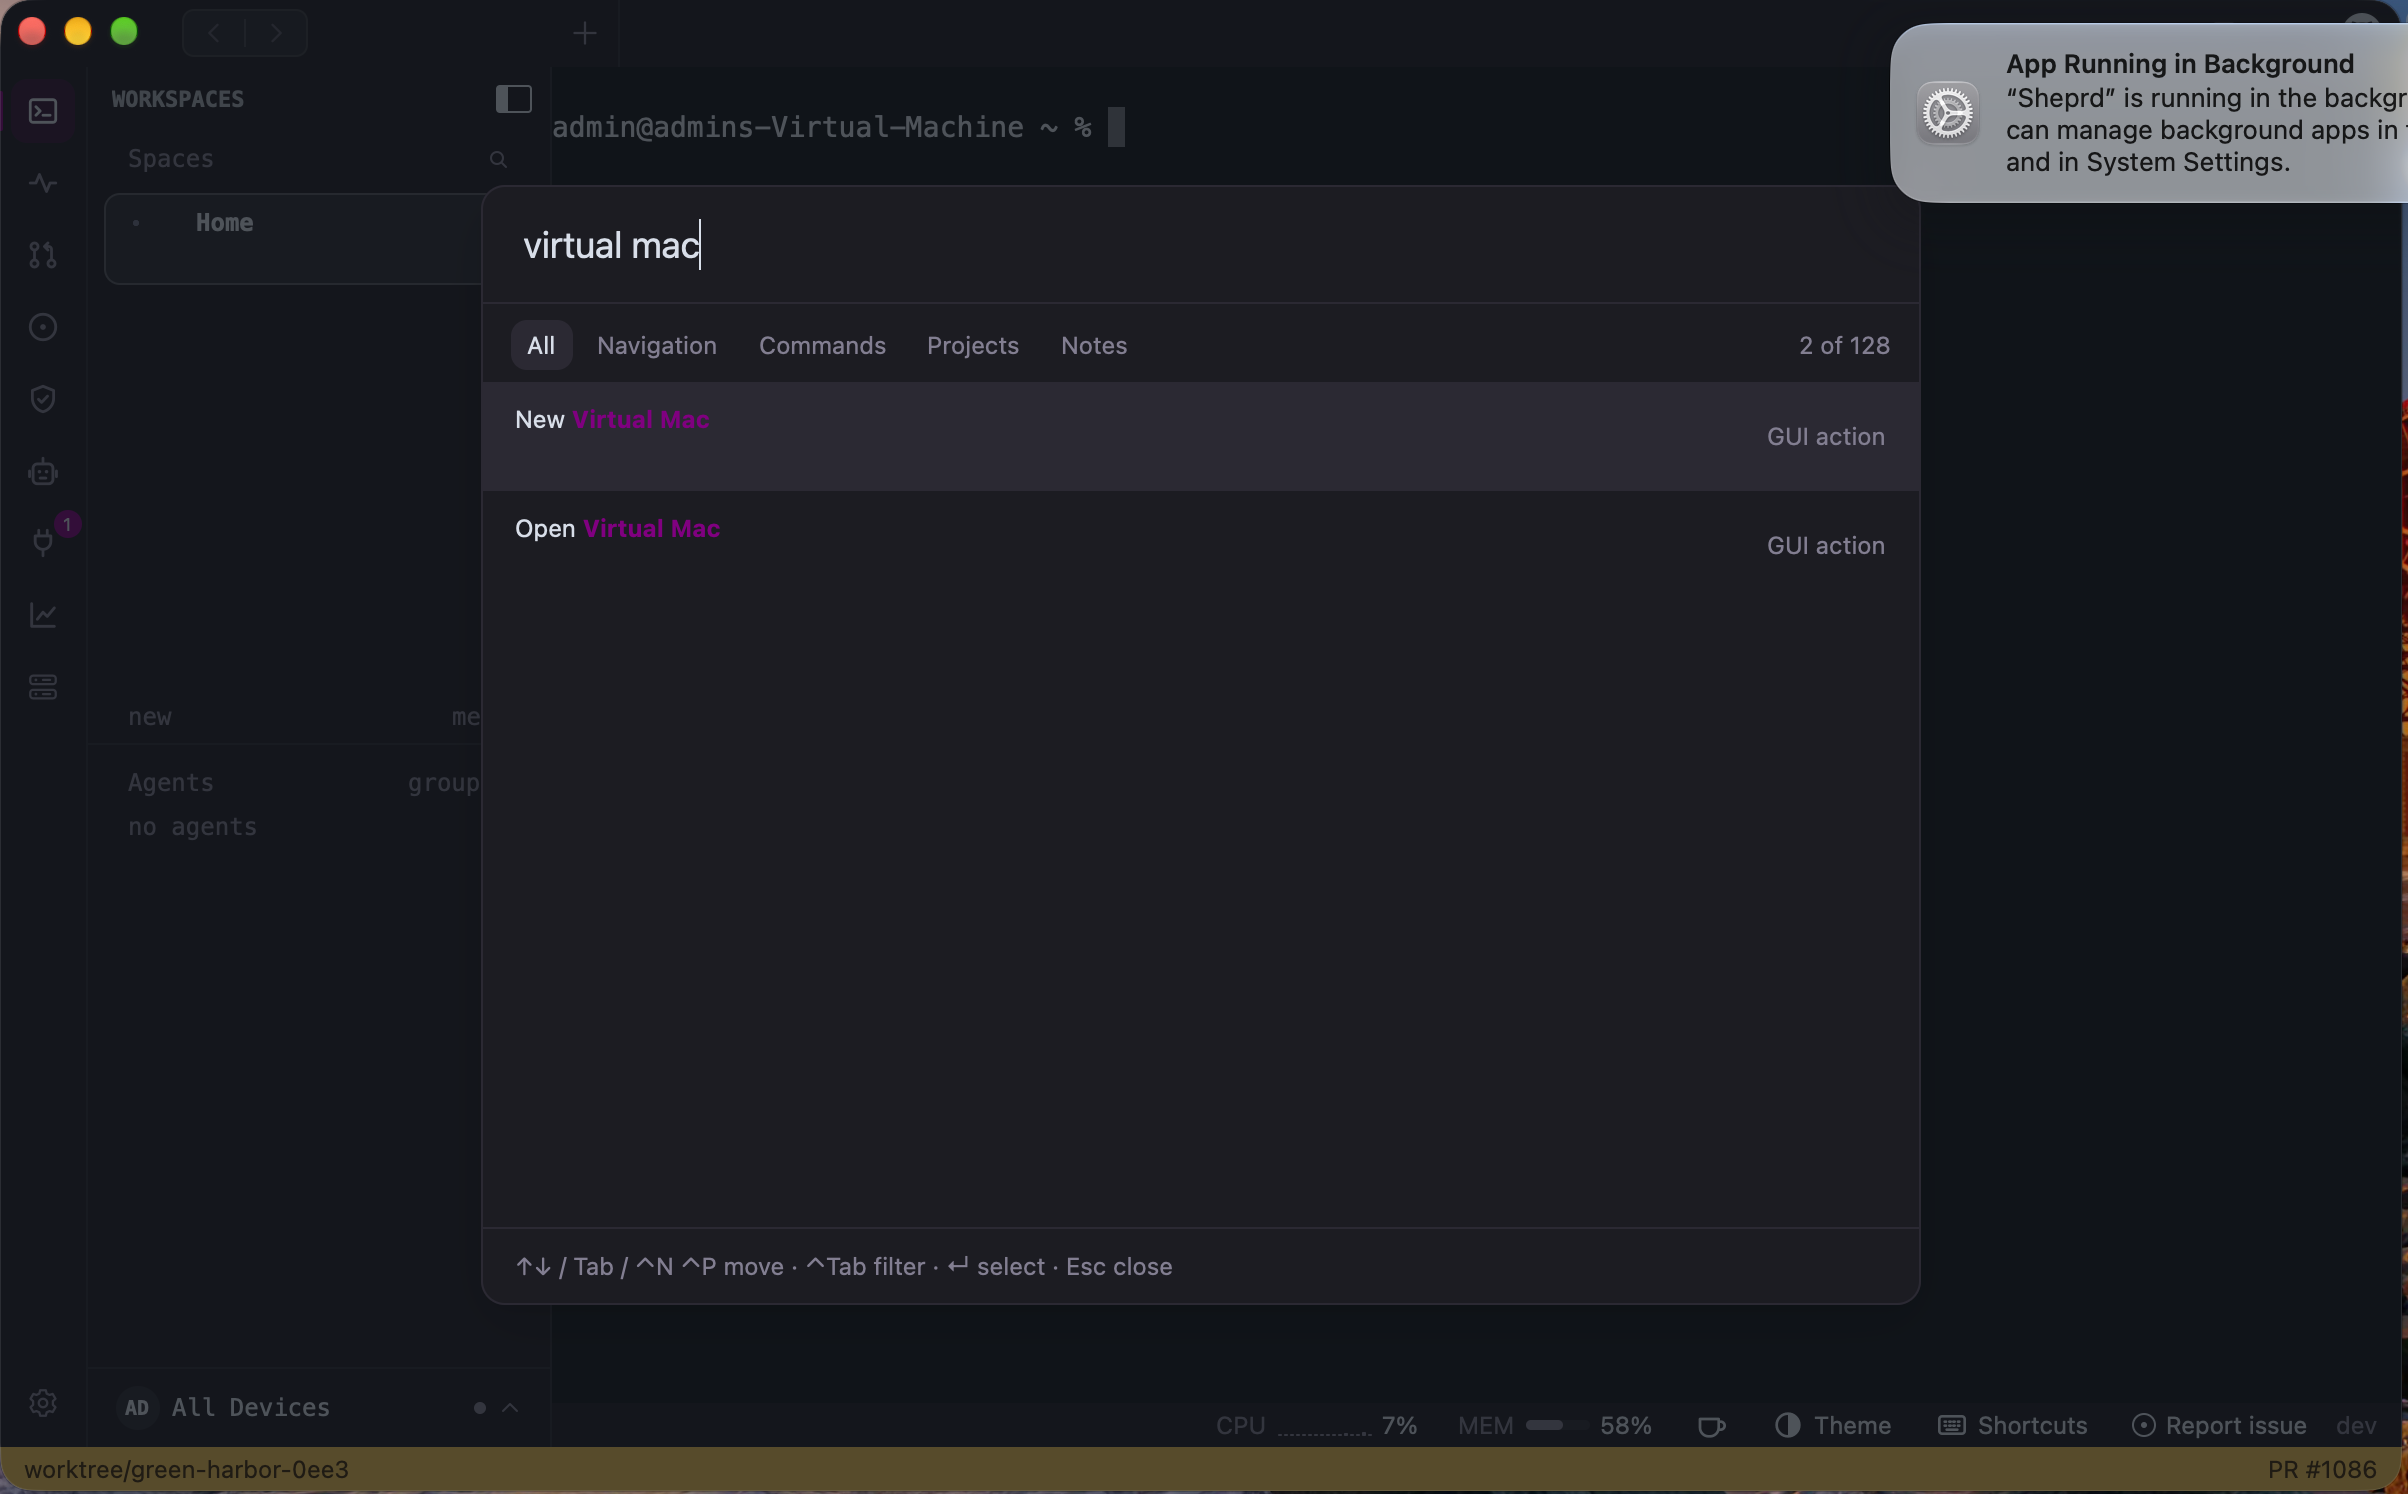 App Running in Background
“Sheprd” is running in the
can manage background apps in
and in System Settings.
WORKSPACES
Spaces
Home
admin@admins-Virtual-Machine ~ %
virtual mac
All Navigation Commands Projects Notes 2 of 128
New Virtual Mac
GUI action
Open Virtual Mac
GUI action
1
new
Agents group
no agents
↑↓ / Tab / ^N ^P move · ^Tab filter · ↵ select · Esc close
AD All Devices
CPU 7% MEM 58% Theme Shortcuts Report issue dev
worktree/green-harbor-0ee3 PR #1086